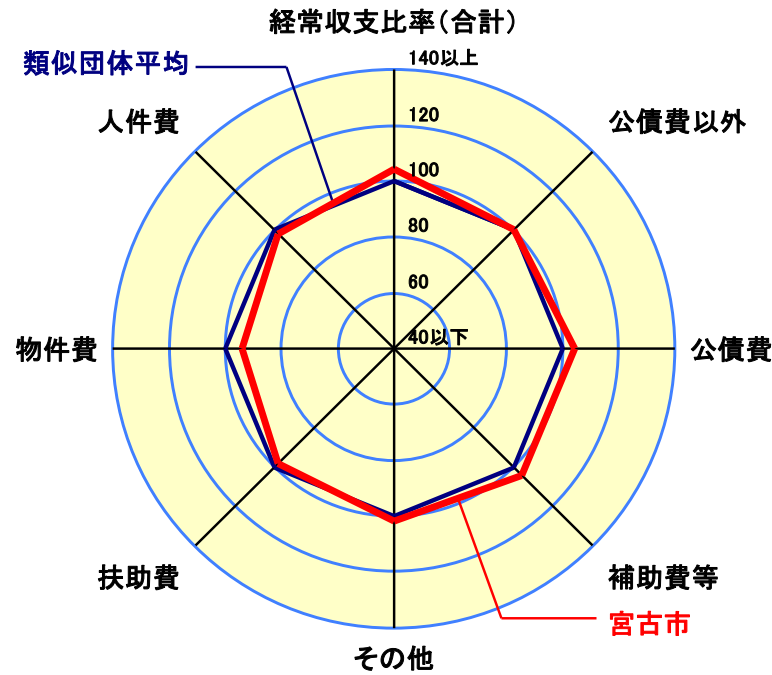 経常収支比率(合計)
類似団体平均
140以上
人件費
120
公債費以外
100
80
60
40以下
物件費
公債費
扶助費
補助費等
宮古市
その他